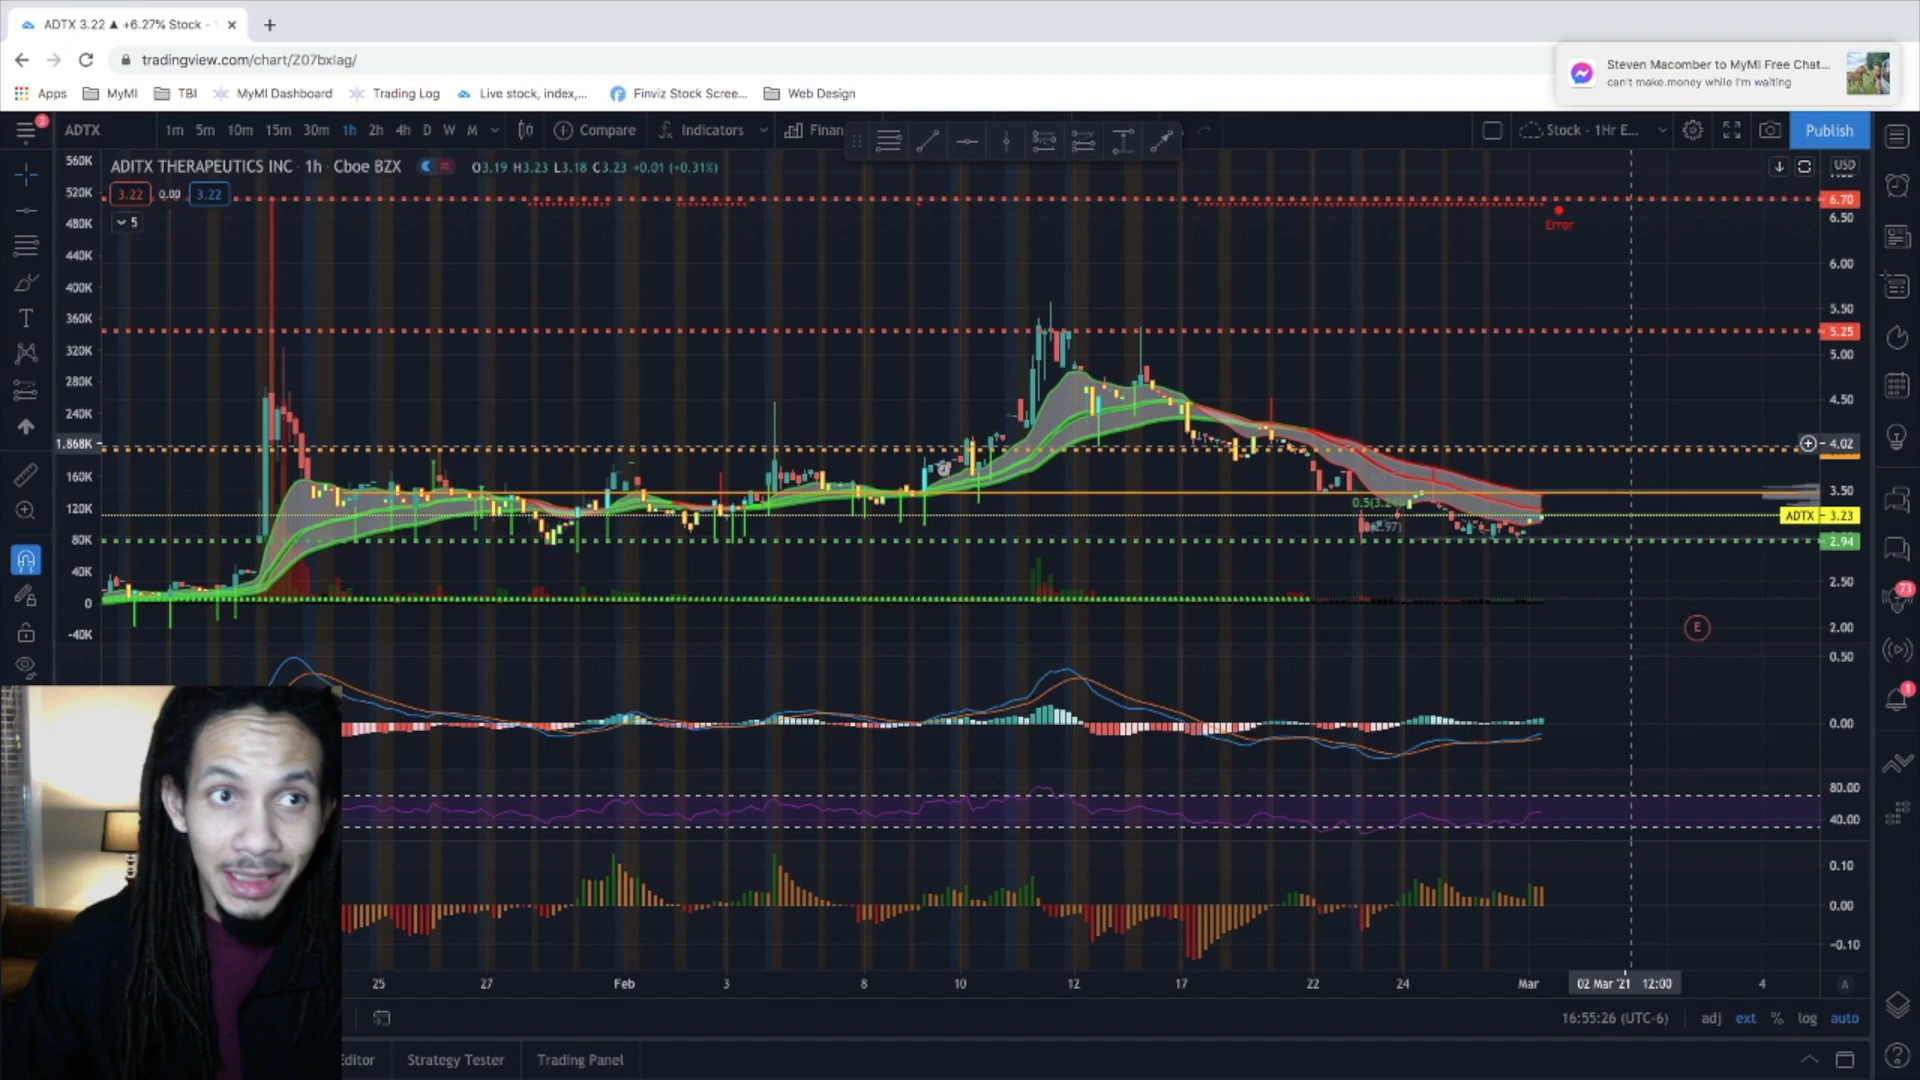 ADTX 3.22 ▲ +6.27% Stock -
tradingview.com/chart/Z07bxlag/
Steven Macomber to MyMI Free Chat...
can't make.money while I'm waiting
Apps MyMI TBI MyMI Dashboard Trading Log Live stock, index,... Finviz Stock Scree... Web Design
3
ADTX 1m 5m 10m 15m 30m 1h 2h 4h D W M Compare Indicators Finan Stock - 1Hr E... Publish
ADITX THERAPEUTICS INC · 1h · Cboe BZX O3.19 H3.23 L3.18 C3.23 +0.01 (+0.31%)
3.22 0.00 3.22
5
560K
520K
480K
440K
400K
360K
320K
280K
240K
1.868K
160K
120K
80K
40K
0
-40K
USD
6.70
6.50
Error
6.00
5.50
5.25
5.00
4.50
4.02
3.50
ADTX 3.23
2.94
2.50
2.00
0.50
0.00
80.00
40.00
0.10
0.00
-0.10
E
73
1
25 27 Feb 3 8 10 12 17 22 24 Mar 02 Mar '21 12:00 4 A
16:55:26 (UTC-6) adj ext % log auto
Editor Strategy Tester Trading Panel